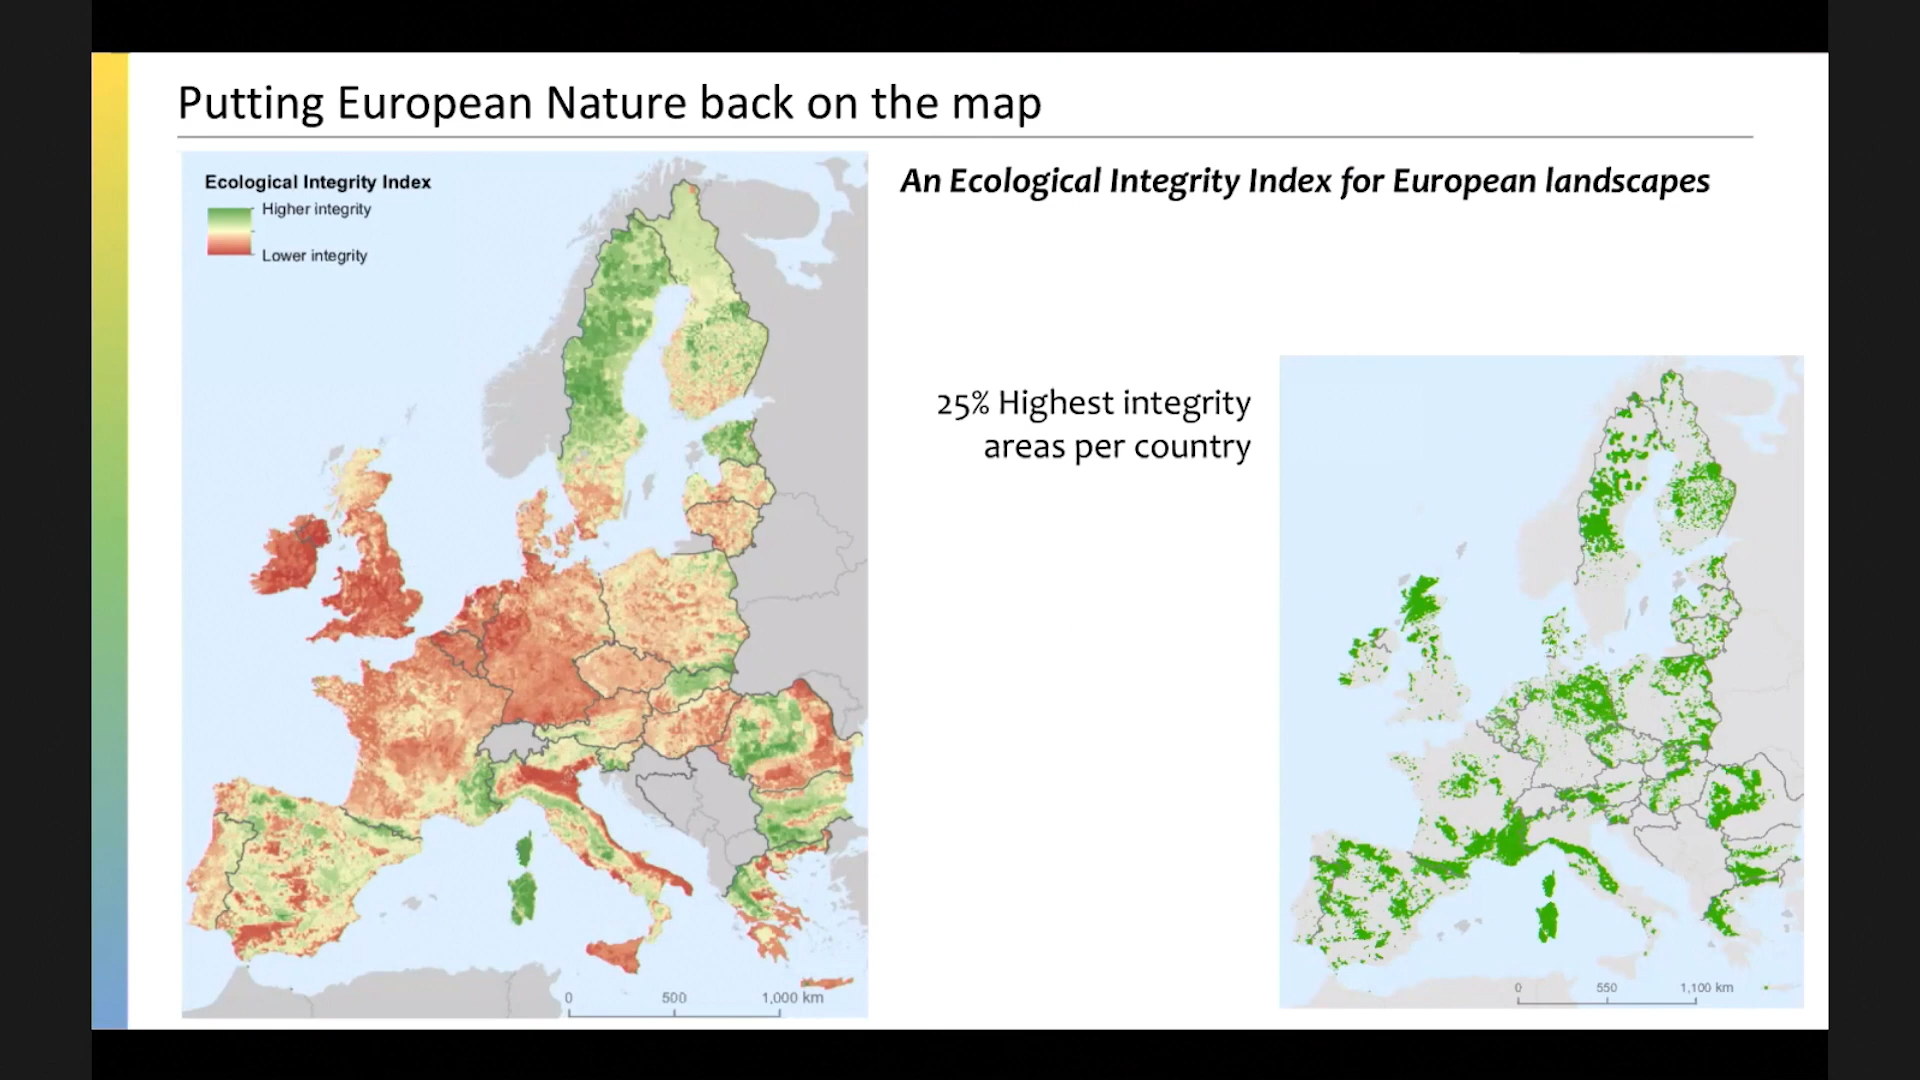 Putting European Nature back on the map
Ecological Integrity Index
Higher integrity
Lower integrity
0 500 1,000 km
An Ecological Integrity Index for European landscapes
25% Highest integrity
areas per country
0 550 1,100 km